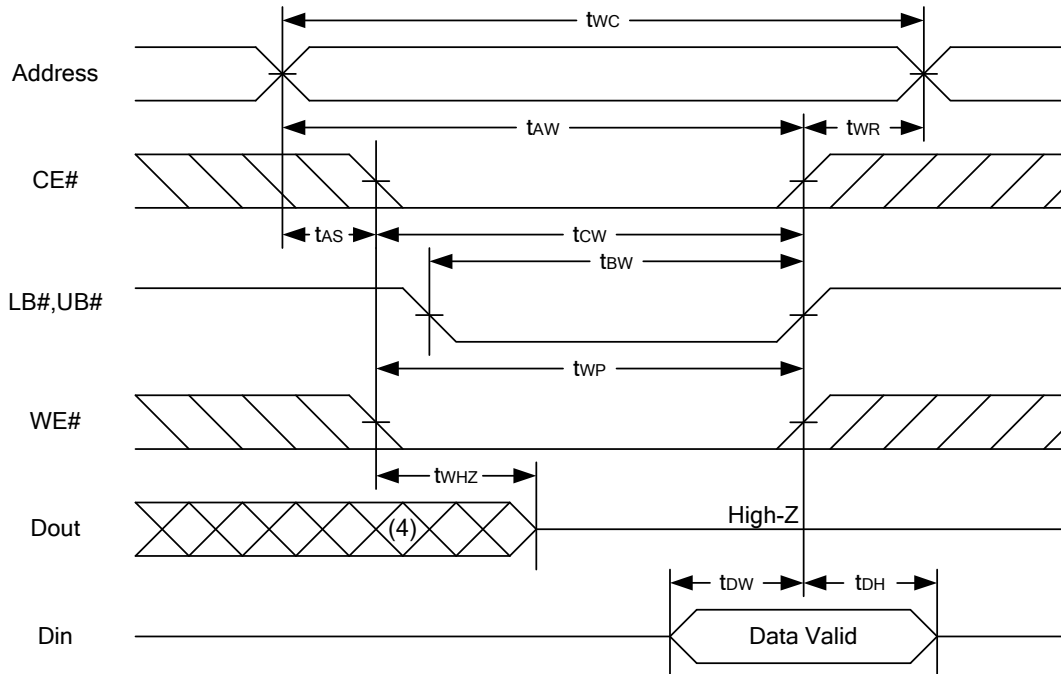 tWC
Address
tAW
tWR
CE#
tAS
tCW
tBW
LB#,UB#
tWP
WE#
tWHZ
Dout
(4)
High-Z
tDW
tDH
Din
Data Valid